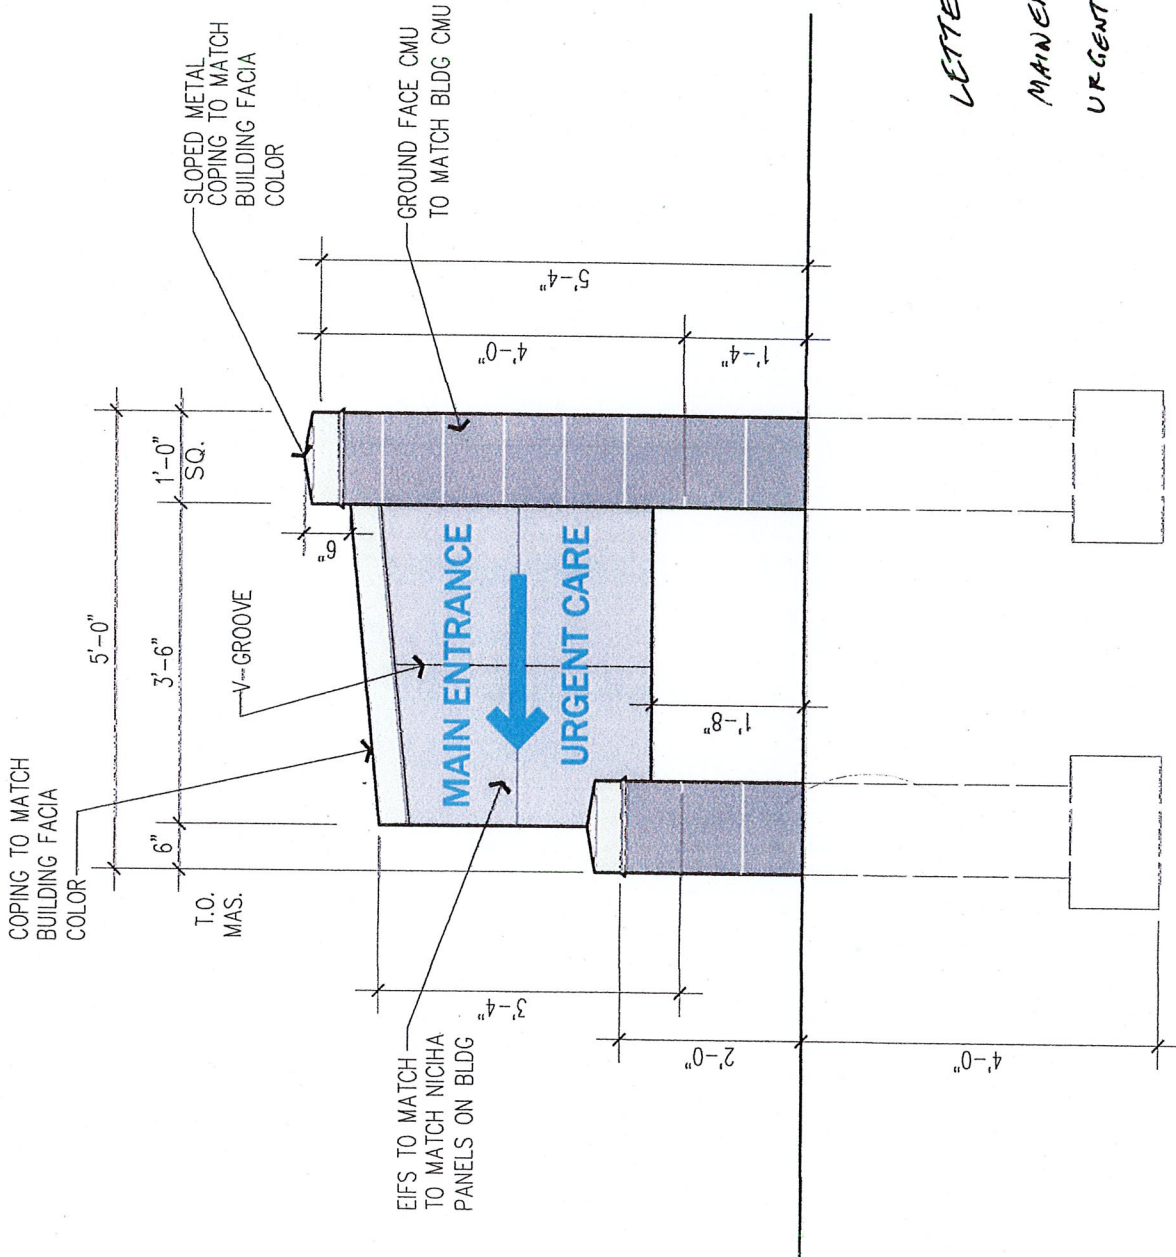 COPING TO MATCH
BUILDING FACIA
COLOR
5'-0"
6"
3'-6"
1'-0"
SQ.
T.O.
MAS.
V-GROOVE
SLOPED METAL
COPING TO MATCH
BUILDING FACIA
COLOR
6"
GROUND FACE CMU
TO MATCH BLDG CMU
MAIN ENTRANCE
URGENT CARE
EIFS TO MATCH
TO MATCH NICIHA
PANELS ON BLDG
3'-4"
2'-0"
4'-0"
1'-8"
4'-0"
1'-4"
5'-4"
LETTE
MAINE
URGENT